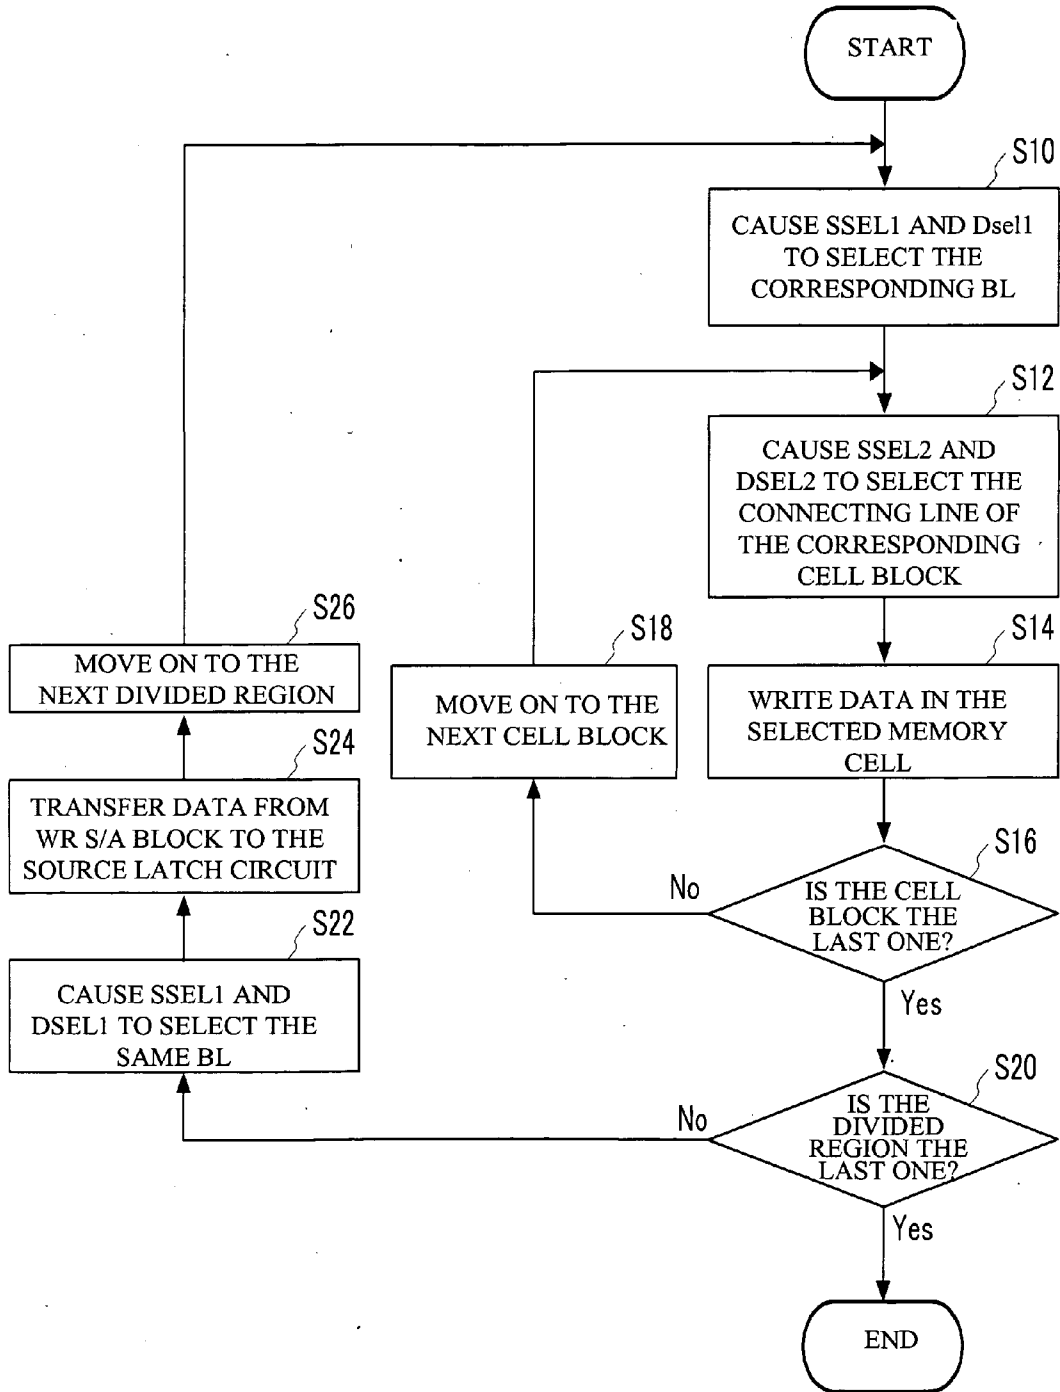 START
S10
CAUSE SSEL1 AND Dsel1
TO SELECT THE
CORRESPONDING BL
S12
CAUSE SSEL2 AND
DSEL2 TO SELECT THE
CONNECTING LINE OF
THE CORRESPONDING
CELL BLOCK
S14
WRITE DATA IN THE
SELECTED MEMORY
CELL
S16
IS THE CELL
BLOCK THE
LAST ONE?
No
Yes
S18
MOVE ON TO THE
NEXT CELL BLOCK
S20
IS THE
DIVIDED
REGION THE
LAST ONE?
No
Yes
S22
CAUSE SSEL1 AND
DSEL1 TO SELECT THE
SAME BL
S24
TRANSFER DATA FROM
WR S/A BLOCK TO THE
SOURCE LATCH CIRCUIT
S26
MOVE ON TO THE
NEXT DIVIDED REGION
END